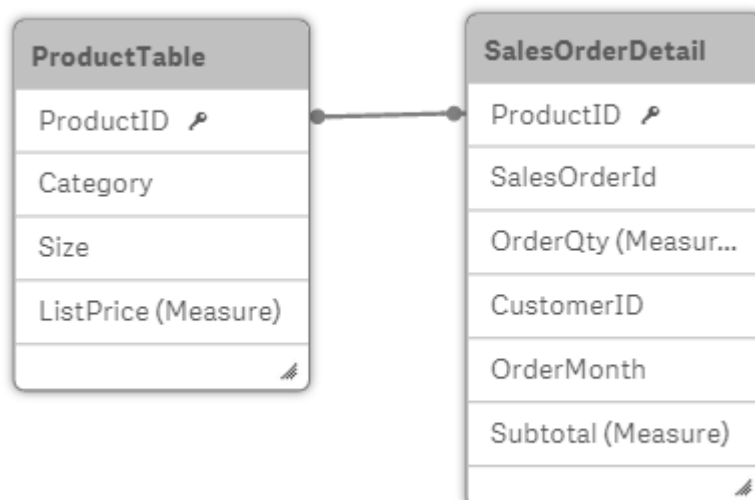 ProductTable
ProductID
Category
Size
ListPrice (Measure)
SalesOrderDetail
ProductID
SalesOrderId
OrderQty (Measur...
CustomerID
OrderMonth
Subtotal (Measure)